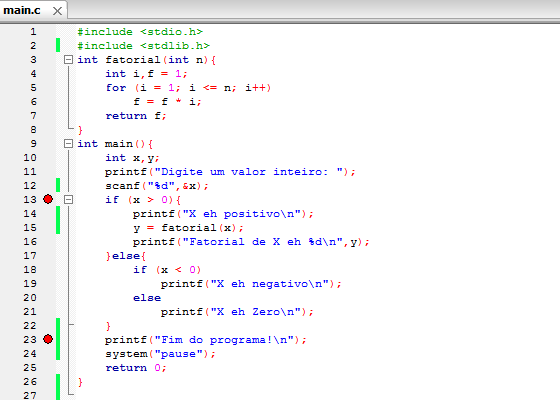 main.c
1 #include <stdio.h>
2 #include <stdlib.h>
3 int fatorial(int n){
4 int i,f = 1;
5 for (i = 1; i <= n; i++)
6 f = f * i;
7 return f;
8 }
9 int main(){
10 int x,y;
11 printf("Digite um valor inteiro: ");
12 scanf("%d",&x);
13 if (x > 0){
14 printf("X eh positivo\n");
15 y = fatorial(x);
16 printf("Fatorial de X eh %d\n",y);
17 }else{
18 if (x < 0)
19 printf("X eh negativo\n");
20 else
21 printf("X eh Zero\n");
22 }
23 printf("Fim do programa!\n");
24 system("pause");
25 return 0;
26 }
27